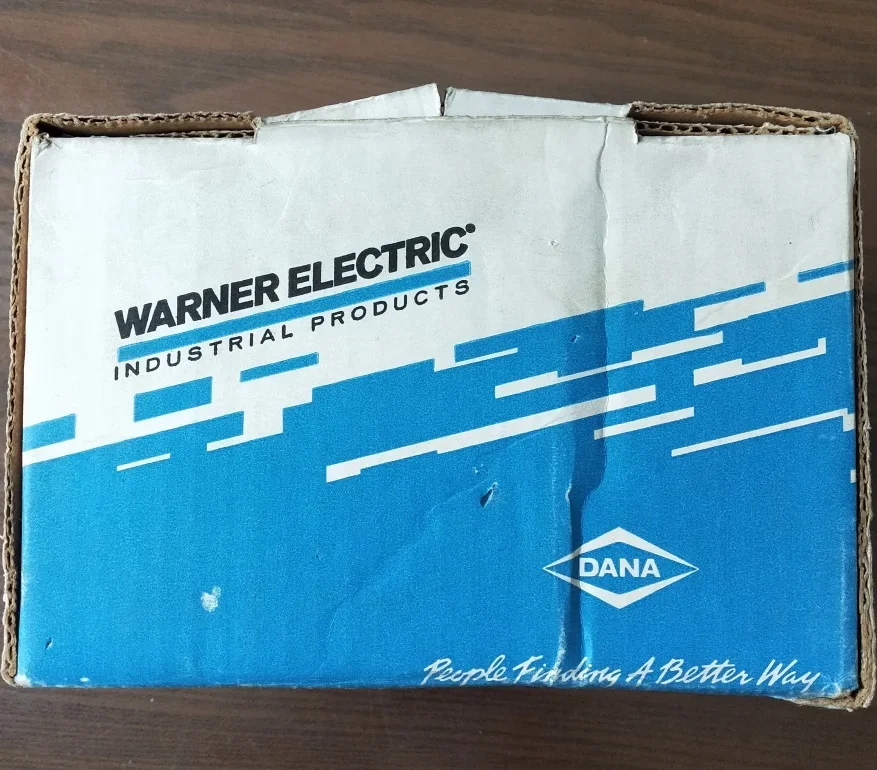 WARNER ELECTRIC
INDUSTRIAL PRODUCTS
DANA
People Finding A Better Way